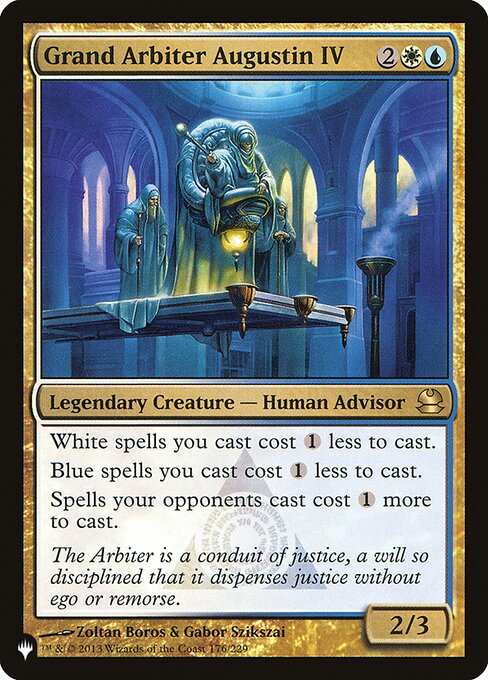 Grand Arbiter Augustin IV 2
Legendary Creature — Human Advisor
White spells you cast cost 1 less to cast.
Blue spells you cast cost 1 less to cast.
Spells your opponents cast cost 1 more
to cast.
The Arbiter is a conduit of justice, a will so
disciplined that it dispenses justice without
ego or remorse.
Zoltan Boros & Gabor Szikszai
2/3
™ & © 2013 Wizards of the Coast 176/229